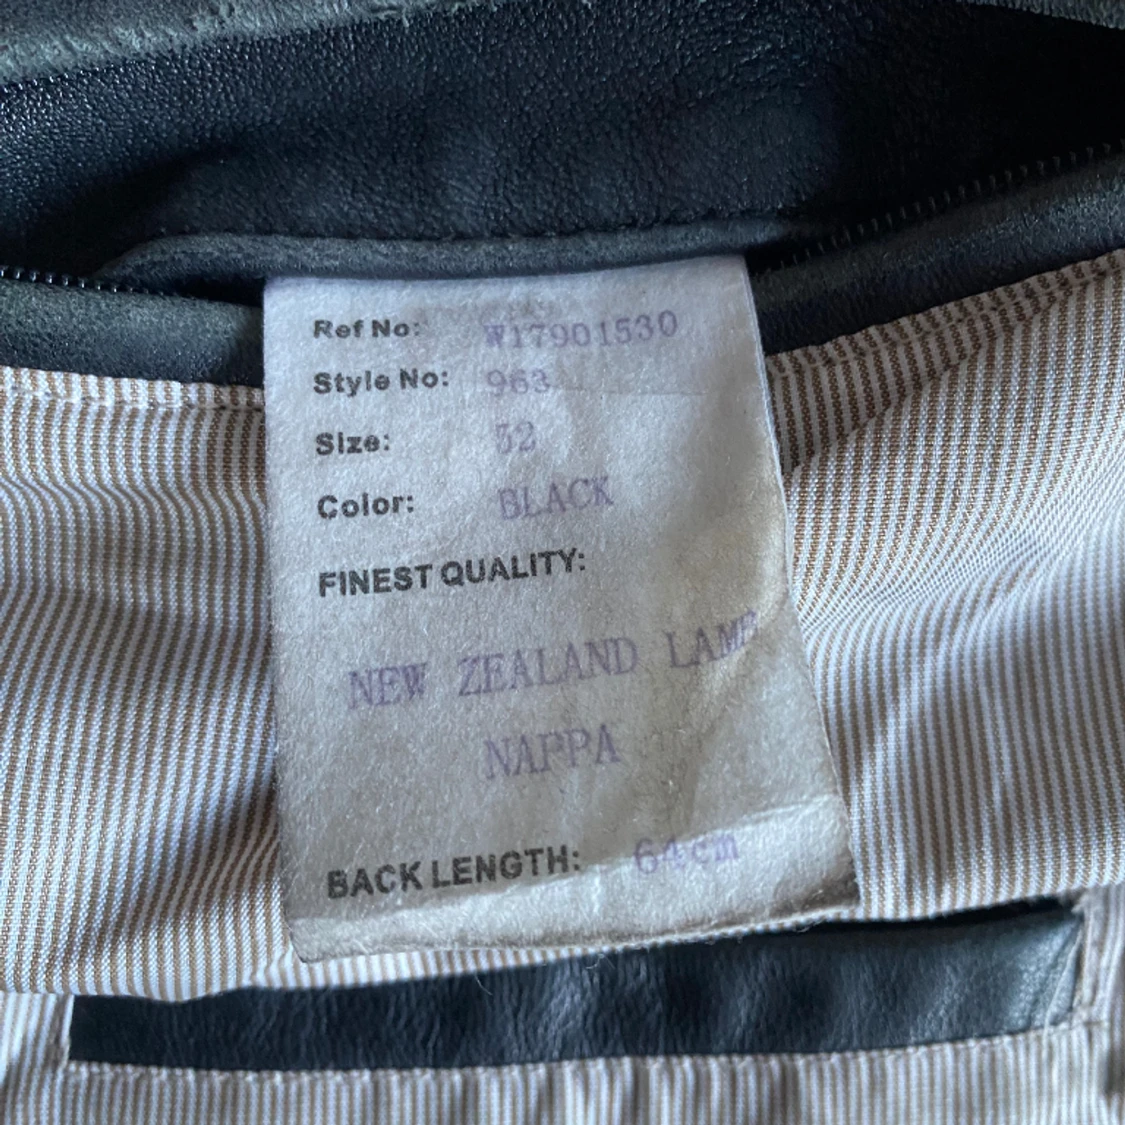 Ref No: W17901530
Style No: 963
Size: 52
Color: BLACK
FINEST QUALITY:
NEW ZEALAND LAMB
NAPPA
BACK LENGTH: 64cm